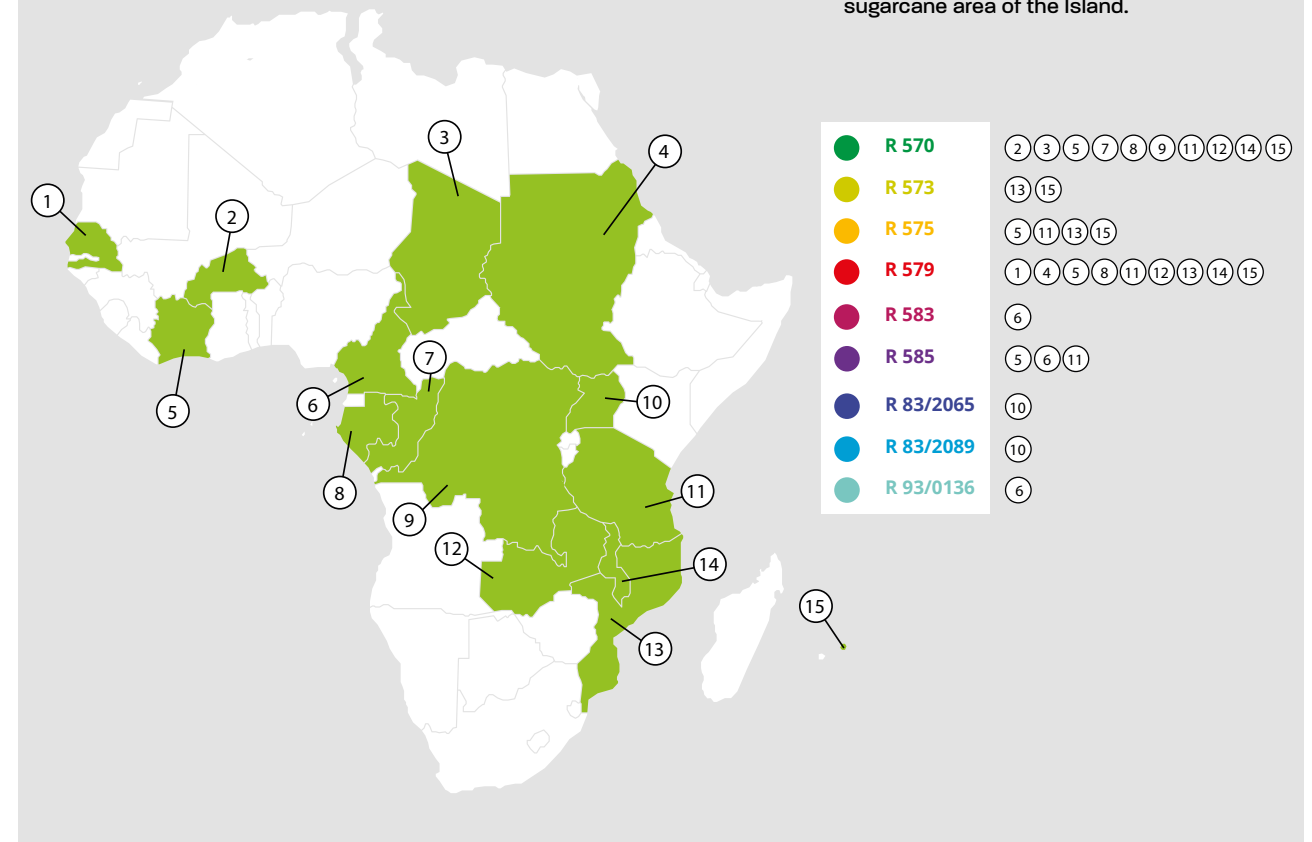 sugarcane area of the Island.
1
2
3
4
5
6
7
8
9
10
11
12
13
14
15
R 570 2 3 5 7 8 9 11 12 14 15
R 573 13 15
R 575 5 11 13 15
R 579 1 4 5 8 11 12 13 14 15
R 583 6
R 585 5 6 11
R 83/2065 10
R 83/2089 10
R 93/0136 6